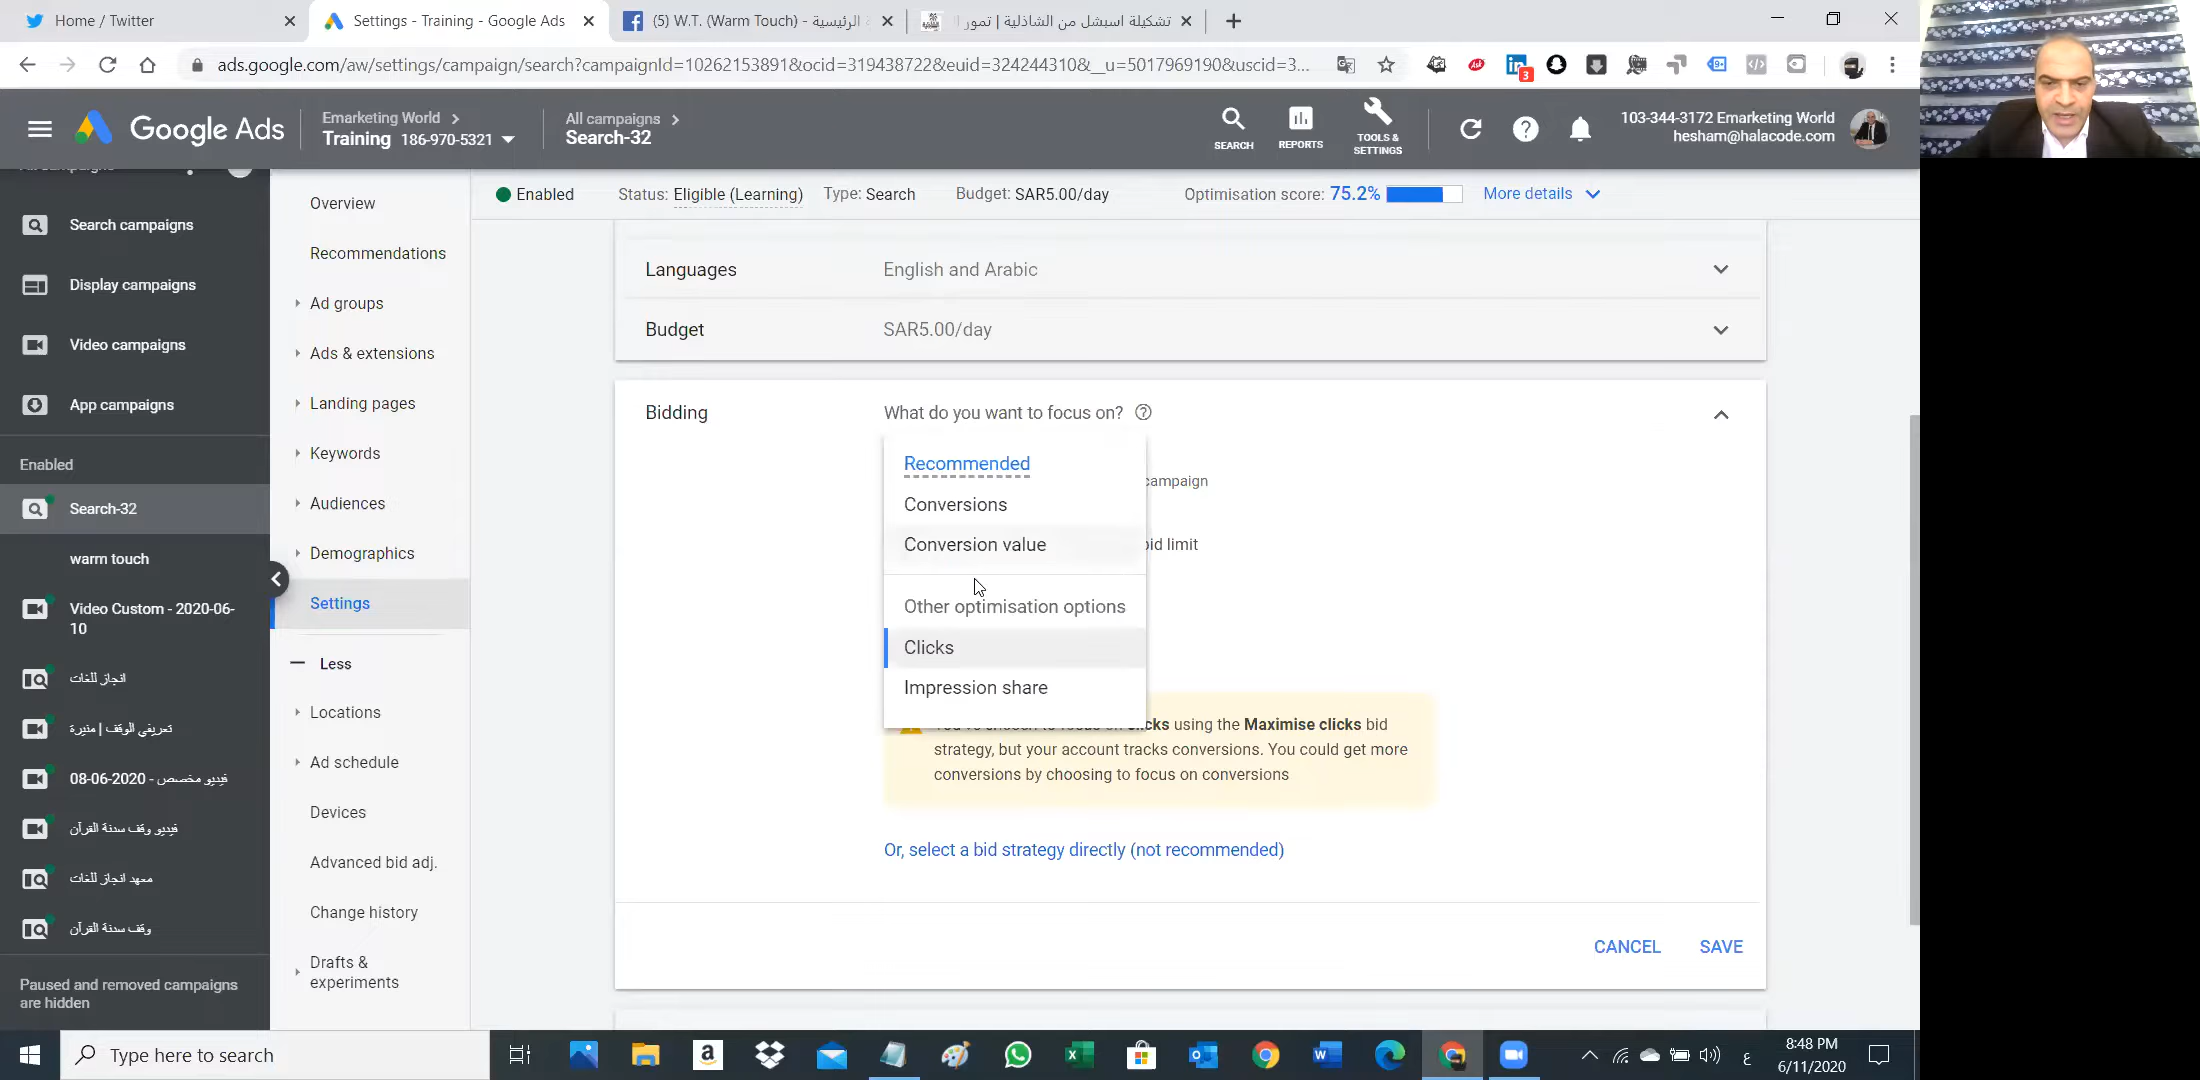 Home / Twitter
Settings - Training - Google Ads
(5) W.T. (Warm Touch) - الرئيسية
تشكيلة اسبشل من الشاذلية | تمور ا
ads.google.com/aw/settings/campaign/search?campaignId=10262153891&ocid=319438722&euid=324244310&__u=5017969190&uscid=3...
3
Google Ads
Emarketing World
Training 186-970-5321
All campaigns
Search-32
SEARCH
REPORTS
TOOLS &
SETTINGS
103-344-3172 Emarketing World
hesham@halacode.com
Enabled
Status: Eligible (Learning)
Type: Search
Budget: SAR5.00/day
Optimisation score: 75.2%
More details
Search campaigns
Display campaigns
Video campaigns
App campaigns
Enabled
Search-32
warm touch
Video Custom - 2020-06-
10
انجاز للغات
تعريفي الوقف | منيرة
فيديو مخصص - 2020-06-08
فيديو وقف سدنة القرآن
معهد انجاز للغات
وقف سدنة القرآن
Paused and removed campaigns
are hidden
Overview
Recommendations
Ad groups
Ads & extensions
Landing pages
Keywords
Audiences
Demographics
Settings
Less
Locations
Ad schedule
Devices
Advanced bid adj.
Change history
Drafts &
experiments
Languages
English and Arabic
Budget
SAR5.00/day
Bidding
What do you want to focus on?
Recommended
campaign
Conversions
Conversion value
bid limit
Other optimisation options
Clicks
Impression share
using the Maximise clicks bid
strategy, but your account tracks conversions. You could get more
conversions by choosing to focus on conversions
Or, select a bid strategy directly (not recommended)
CANCEL
SAVE
Type here to search
ع
8:48 PM
6/11/2020